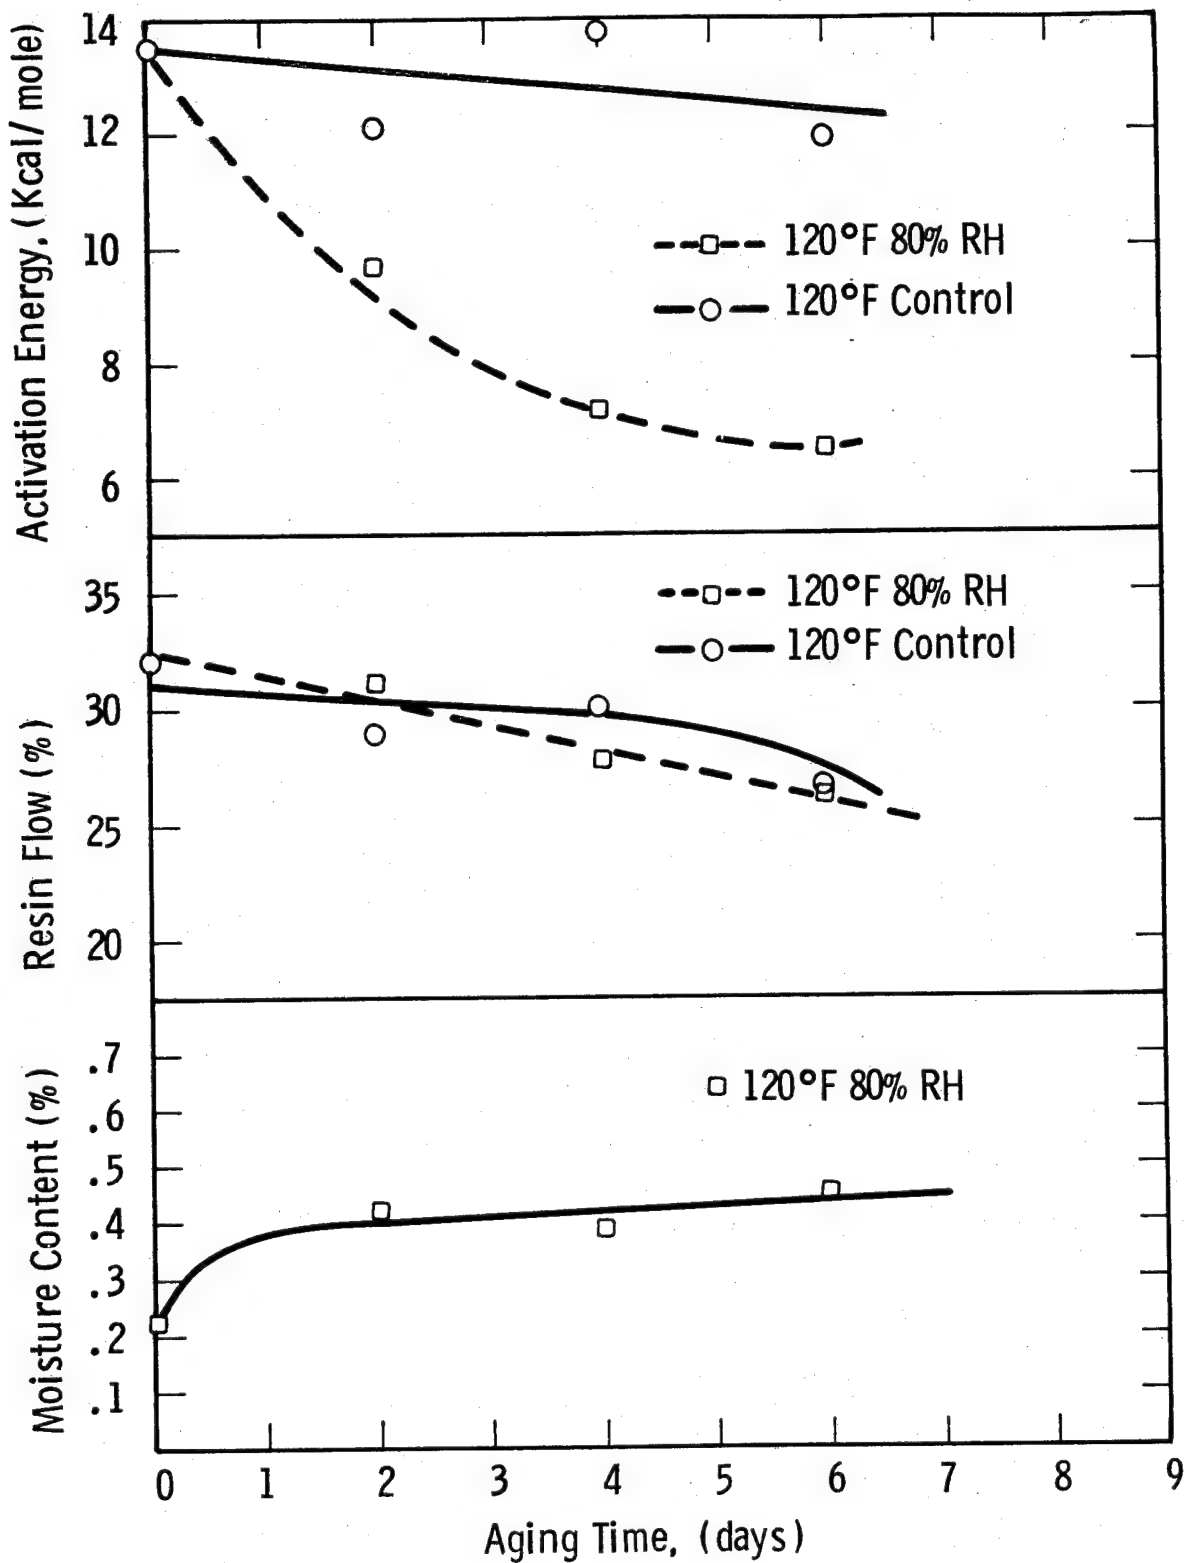 Activation Energy, (Kcal/mole)
14
12
10
8
6
120°F 80% RH
120°F Control
Resin Flow (%)
35
30
25
20
120°F 80% RH
120°F Control
Moisture Content (%)
.7
.6
.5
.4
.3
.2
.1
120°F 80% RH
0 1 2 3 4 5 6 7 8 9
Aging Time, (days)